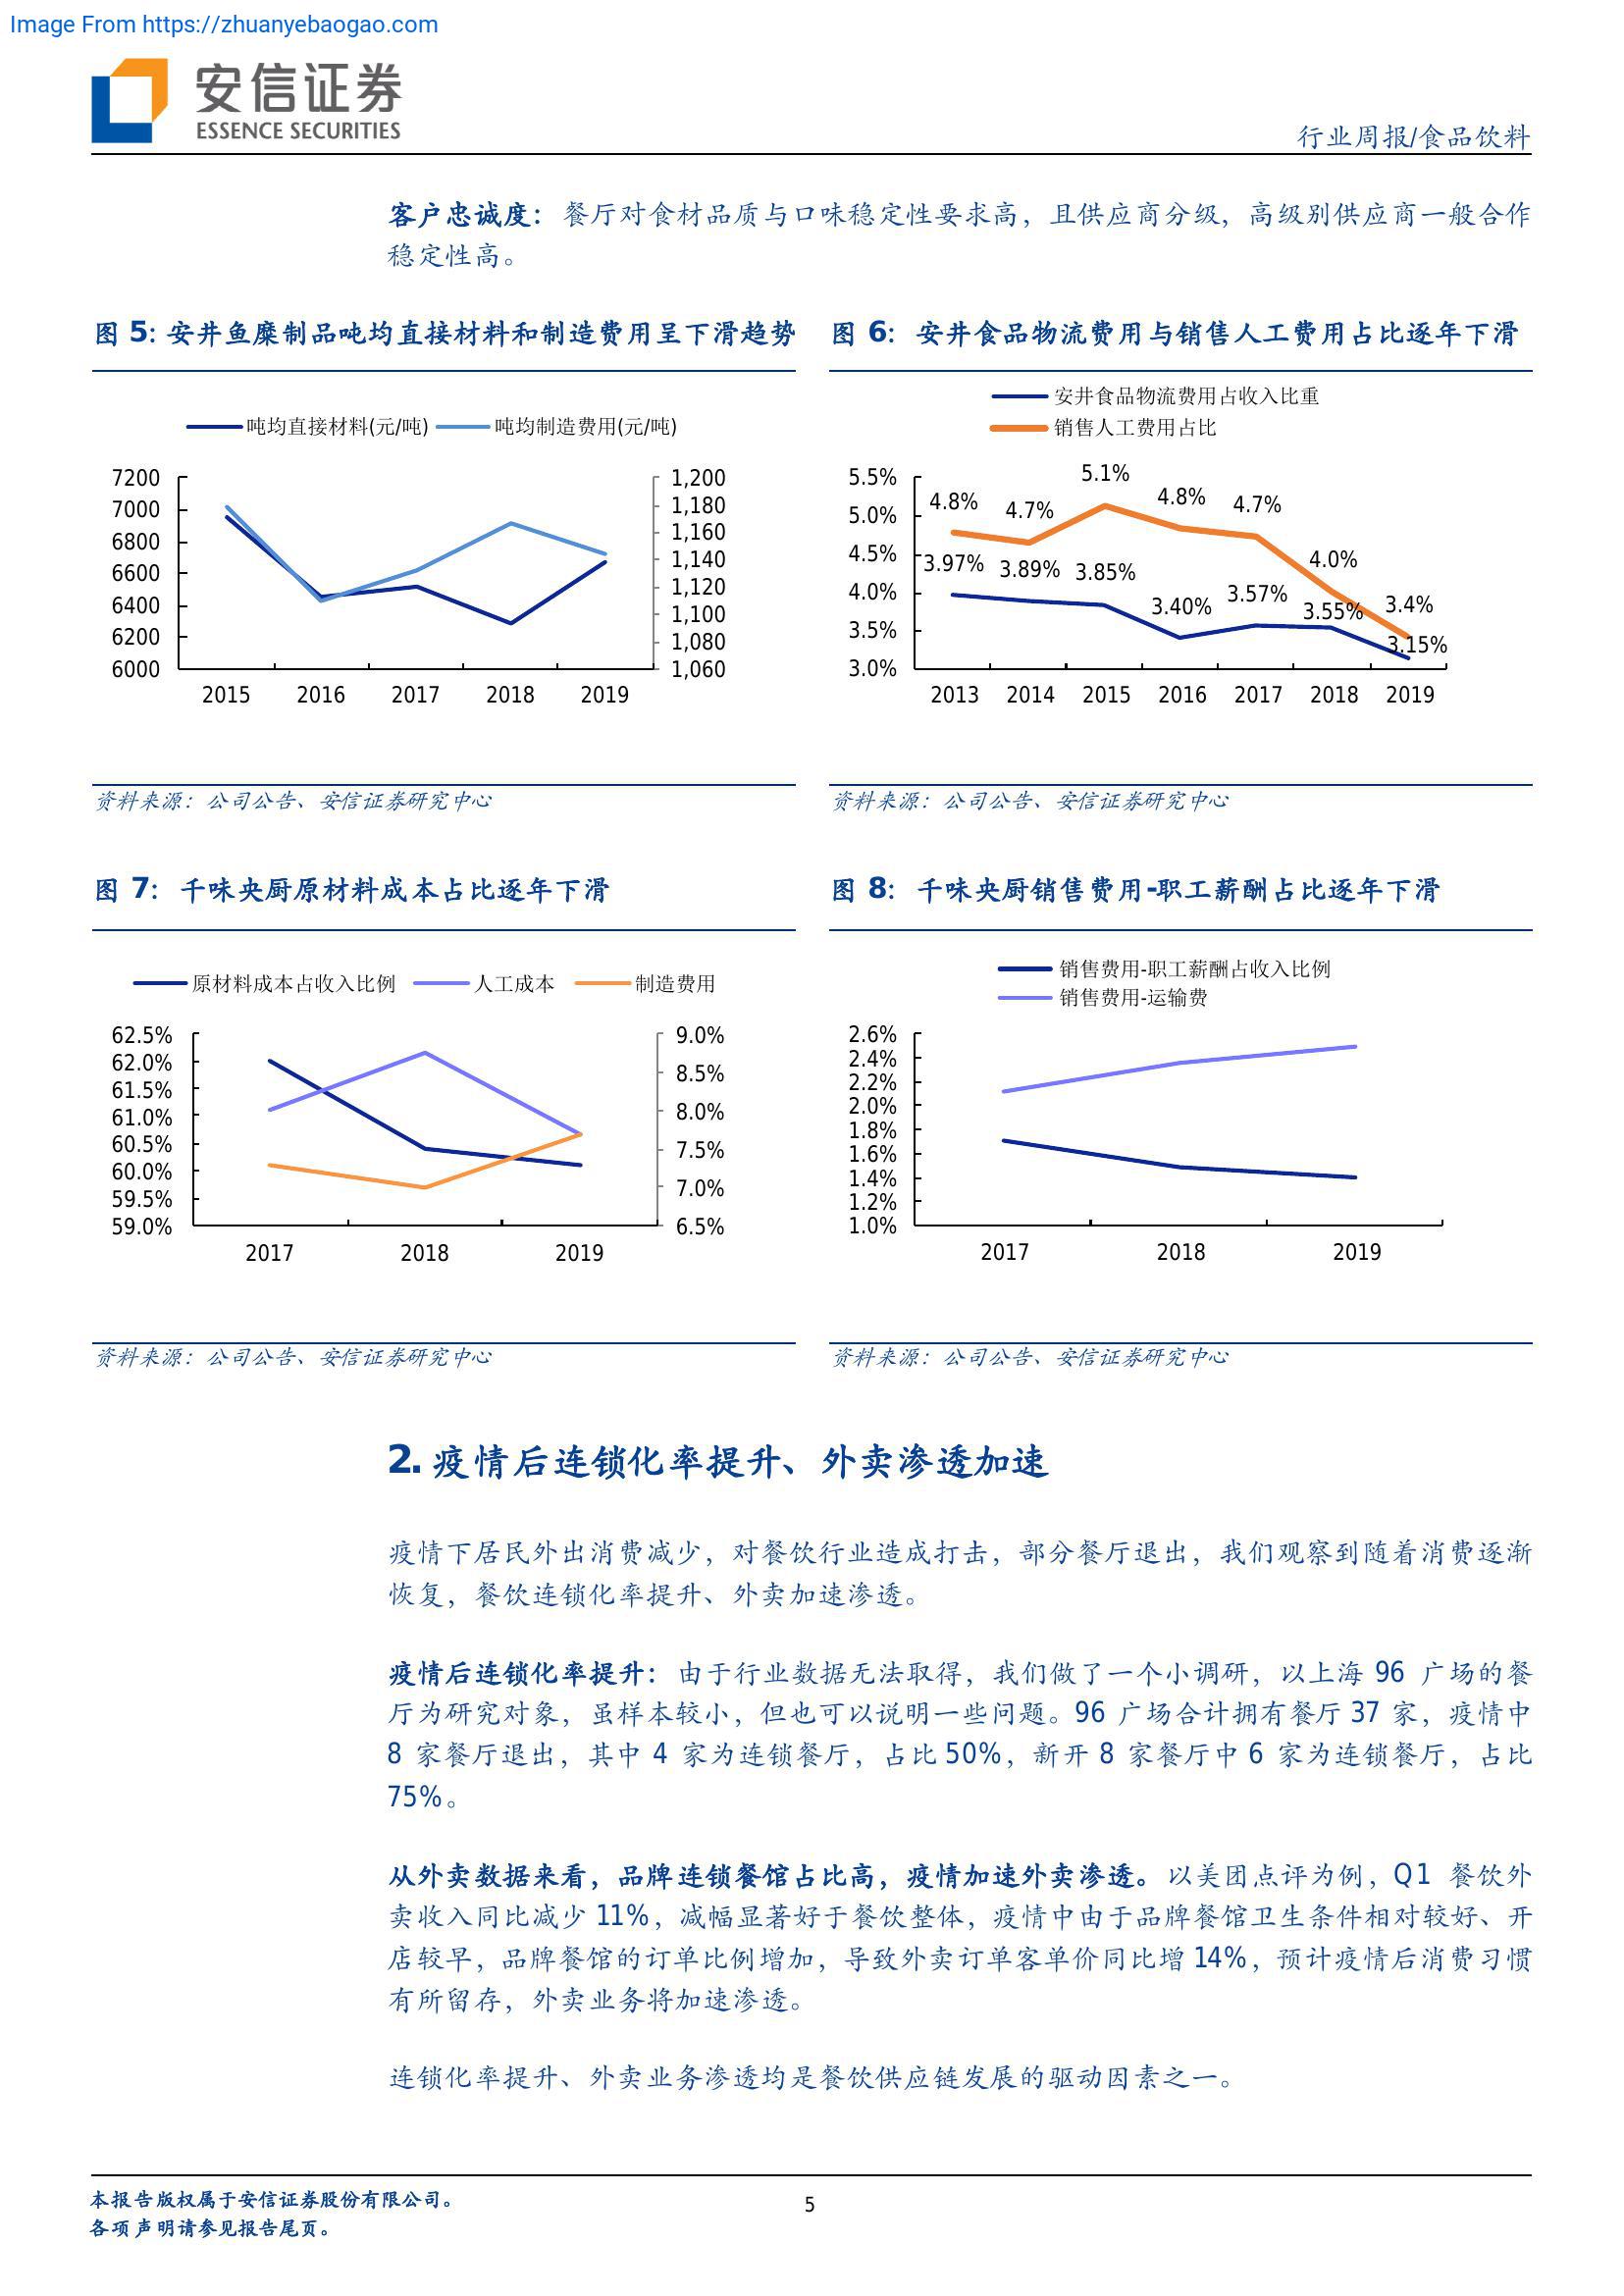 Image From https://zhuanyebaogao.com
安信证券
ESSENCE SECURITIES
行业周报/食品饮料
客户忠诚度：餐厅对食材品质与口味稳定性要求高，且供应商分级，高级别供应商一般合作
稳定性高。
图 5: 安井鱼糜制品吨均直接材料和制造费用呈下滑趋势
吨均直接材料(元/吨) 吨均制造费用(元/吨)
7200
7000
6800
6600
6400
6200
6000
1,200
1,180
1,160
1,140
1,120
1,100
1,080
1,060
2015 2016 2017 2018 2019
资料来源：公司公告、安信证券研究中心
图 6: 安井食品物流费用与销售人工费用占比逐年下滑
安井食品物流费用占收入比重
销售人工费用占比
5.5%
5.0%
4.5%
4.0%
3.5%
3.0%
4.8% 4.7% 5.1% 4.8% 4.7% 4.0% 3.4%
3.97% 3.89% 3.85% 3.40% 3.57% 3.55% 3.15%
2013 2014 2015 2016 2017 2018 2019
资料来源：公司公告、安信证券研究中心
图 7: 千味央厨原材料成本占比逐年下滑
原材料成本占收入比例 人工成本 制造费用
62.5%
62.0%
61.5%
61.0%
60.5%
60.0%
59.5%
59.0%
9.0%
8.5%
8.0%
7.5%
7.0%
6.5%
2017 2018 2019
资料来源：公司公告、安信证券研究中心
图 8: 千味央厨销售费用-职工薪酬占比逐年下滑
销售费用-职工薪酬占收入比例
销售费用-运输费
2.6%
2.4%
2.2%
2.0%
1.8%
1.6%
1.4%
1.2%
1.0%
2017 2018 2019
资料来源：公司公告、安信证券研究中心
2. 疫情后连锁化率提升、外卖渗透加速
疫情下居民外出消费减少，对餐饮行业造成打击，部分餐厅退出，我们观察到随着消费逐渐
恢复，餐饮连锁化率提升、外卖加速渗透。
疫情后连锁化率提升：由于行业数据无法取得，我们做了一个小调研，以上海 96 广场的餐
厅为研究对象，虽样本较小，但也可以说明一些问题。96 广场合计拥有餐厅 37 家，疫情中
8 家餐厅退出，其中 4 家为连锁餐厅，占比 50%，新开 8 家餐厅中 6 家为连锁餐厅，占比
75%。
从外卖数据来看，品牌连锁餐馆占比高，疫情加速外卖渗透。以美团点评为例，Q1 餐饮外
卖收入同比减少 11%，减幅显著好于餐饮整体，疫情中由于品牌餐馆卫生条件相对较好、开
店较早，品牌餐馆的订单比例增加，导致外卖订单客单价同比增 14%，预计疫情后消费习惯
有所留存，外卖业务将加速渗透。
连锁化率提升、外卖业务渗透均是餐饮供应链发展的驱动因素之一。
本报告版权属于安信证券股份有限公司。
各项声明请参见报告尾页。
5